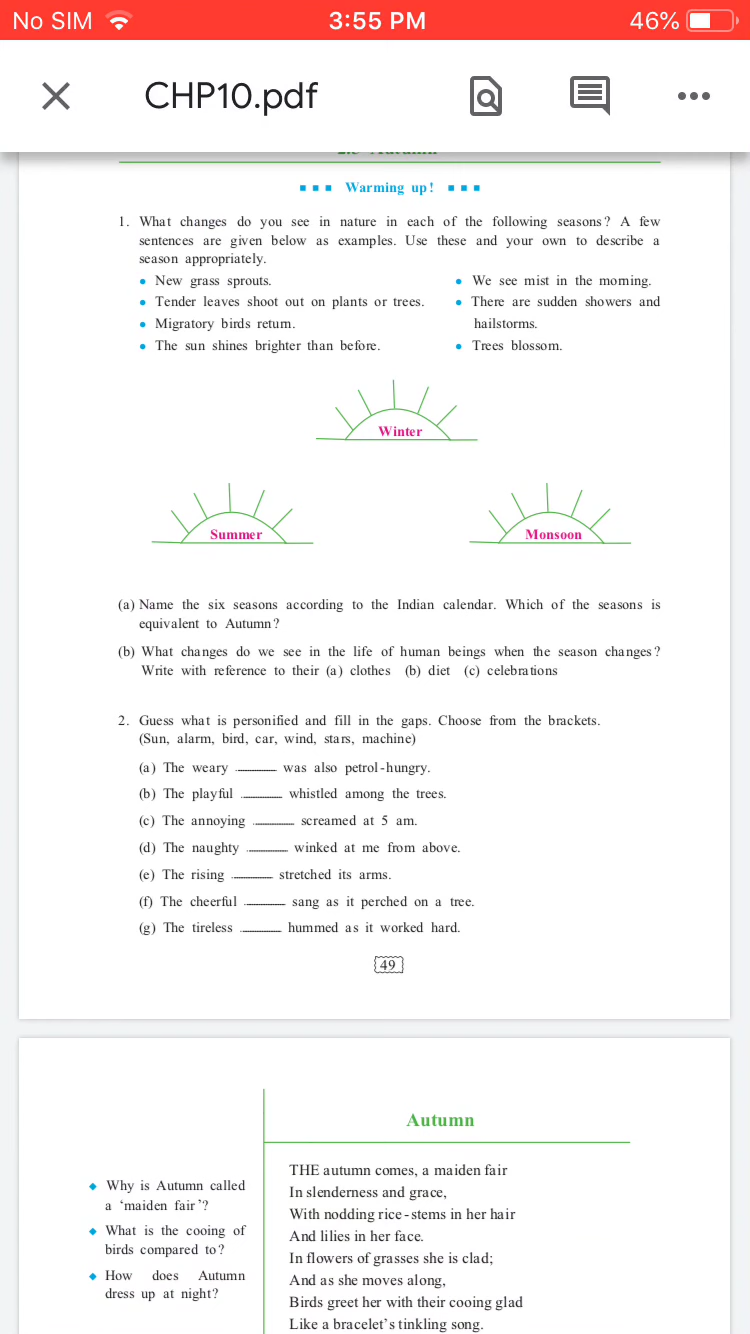 No SIM 3:55 PM 46%
CHP10.pdf
Warming up!
1. What changes do you see in nature in each of the following seasons? A few
sentences are given below as examples. Use these and your own to describe a
season appropriately.
• New grass sprouts.
• Tender leaves shoot out on plants or trees.
• Migratory birds return.
• The sun shines brighter than before.
• We see mist in the morning.
• There are sudden showers and
hailstorms.
• Trees blossom.
Winter
Summer
Monsoon
(a) Name the six seasons according to the Indian calendar. Which of the seasons is
equivalent to Autumn?
(b) What changes do we see in the life of human beings when the season changes?
Write with reference to their (a) clothes (b) diet (c) celebrations
2. Guess what is personified and fill in the gaps. Choose from the brackets.
(Sun, alarm, bird, car, wind, stars, machine)
(a) The weary ______ was also petrol-hungry.
(b) The playful ______ whistled among the trees.
(c) The annoying ______ screamed at 5 am.
(d) The naughty ______ winked at me from above.
(e) The rising ______ stretched its arms.
(f) The cheerful ______ sang as it perched on a tree.
(g) The tireless ______ hummed as it worked hard.
49
Autumn
◆ Why is Autumn called
a ‘maiden fair’?
◆ What is the cooing of
birds compared to?
◆ How does Autumn
dress up at night?
THE autumn comes, a maiden fair
In slenderness and grace,
With nodding rice-stems in her hair
And lilies in her face.
In flowers of grasses she is clad;
And as she moves along,
Birds greet her with their cooing glad
Like a bracelet’s tinkling song.